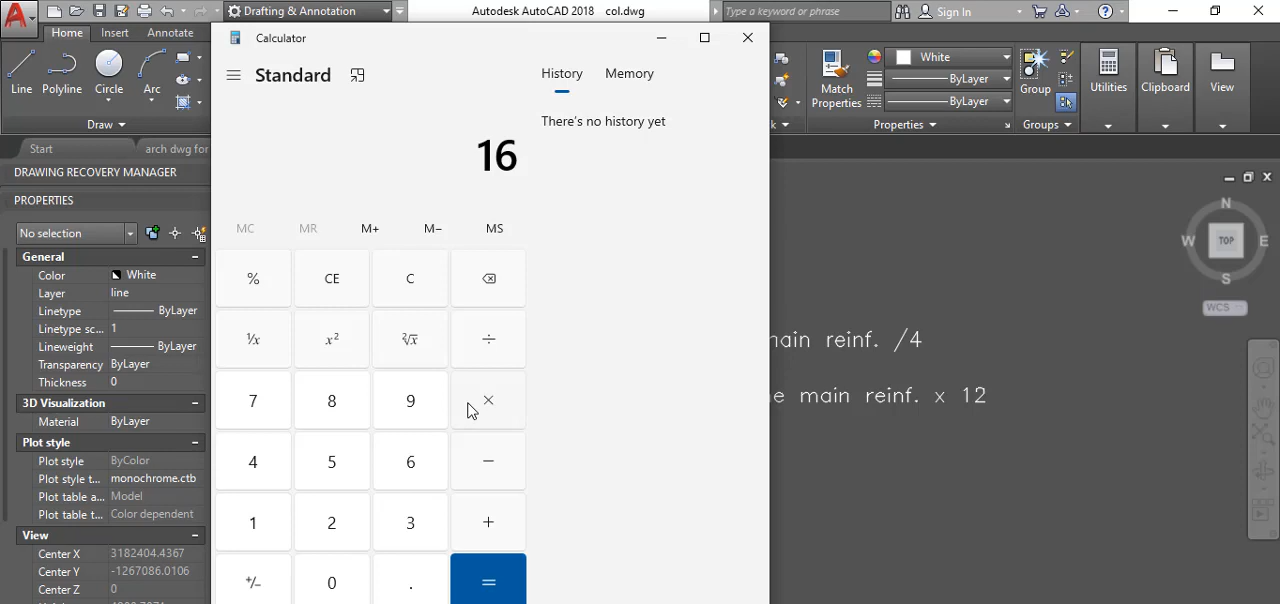 Drafting & Annotation
Autodesk AutoCAD 2018 col.dwg
Type a keyword or phrase
Sign In
Home Insert Annotate
Calculator
Standard
History Memory
There's no history yet
16
Line Polyline Circle Arc
Match Properties
White
ByLayer
ByLayer
Group
Utilities
Clipboard
View
Draw
Properties
Groups
Start
arch dwg for
DRAWING RECOVERY MANAGER
PROPERTIES
No selection
General
Color White
Layer line
Linetype ByLayer
Linetype sc... 1
Lineweight ByLayer
Transparency ByLayer
Thickness 0
3D Visualization
Material ByLayer
Plot style
Plot style ByColor
Plot style t... monochrome.ctb
Plot table a... Model
Plot table t... Color dependent
View
Center X 3182404.4367
Center Y -1267086.0106
Center Z 0
MC MR M+ M− MS
% CE C
¹/x x² ²√x ÷
7 8 9 ×
4 5 6 −
1 2 3 +
+/− 0 . =
N
W TOP E
S
WCS
main reinf. /4
main reinf. x 12